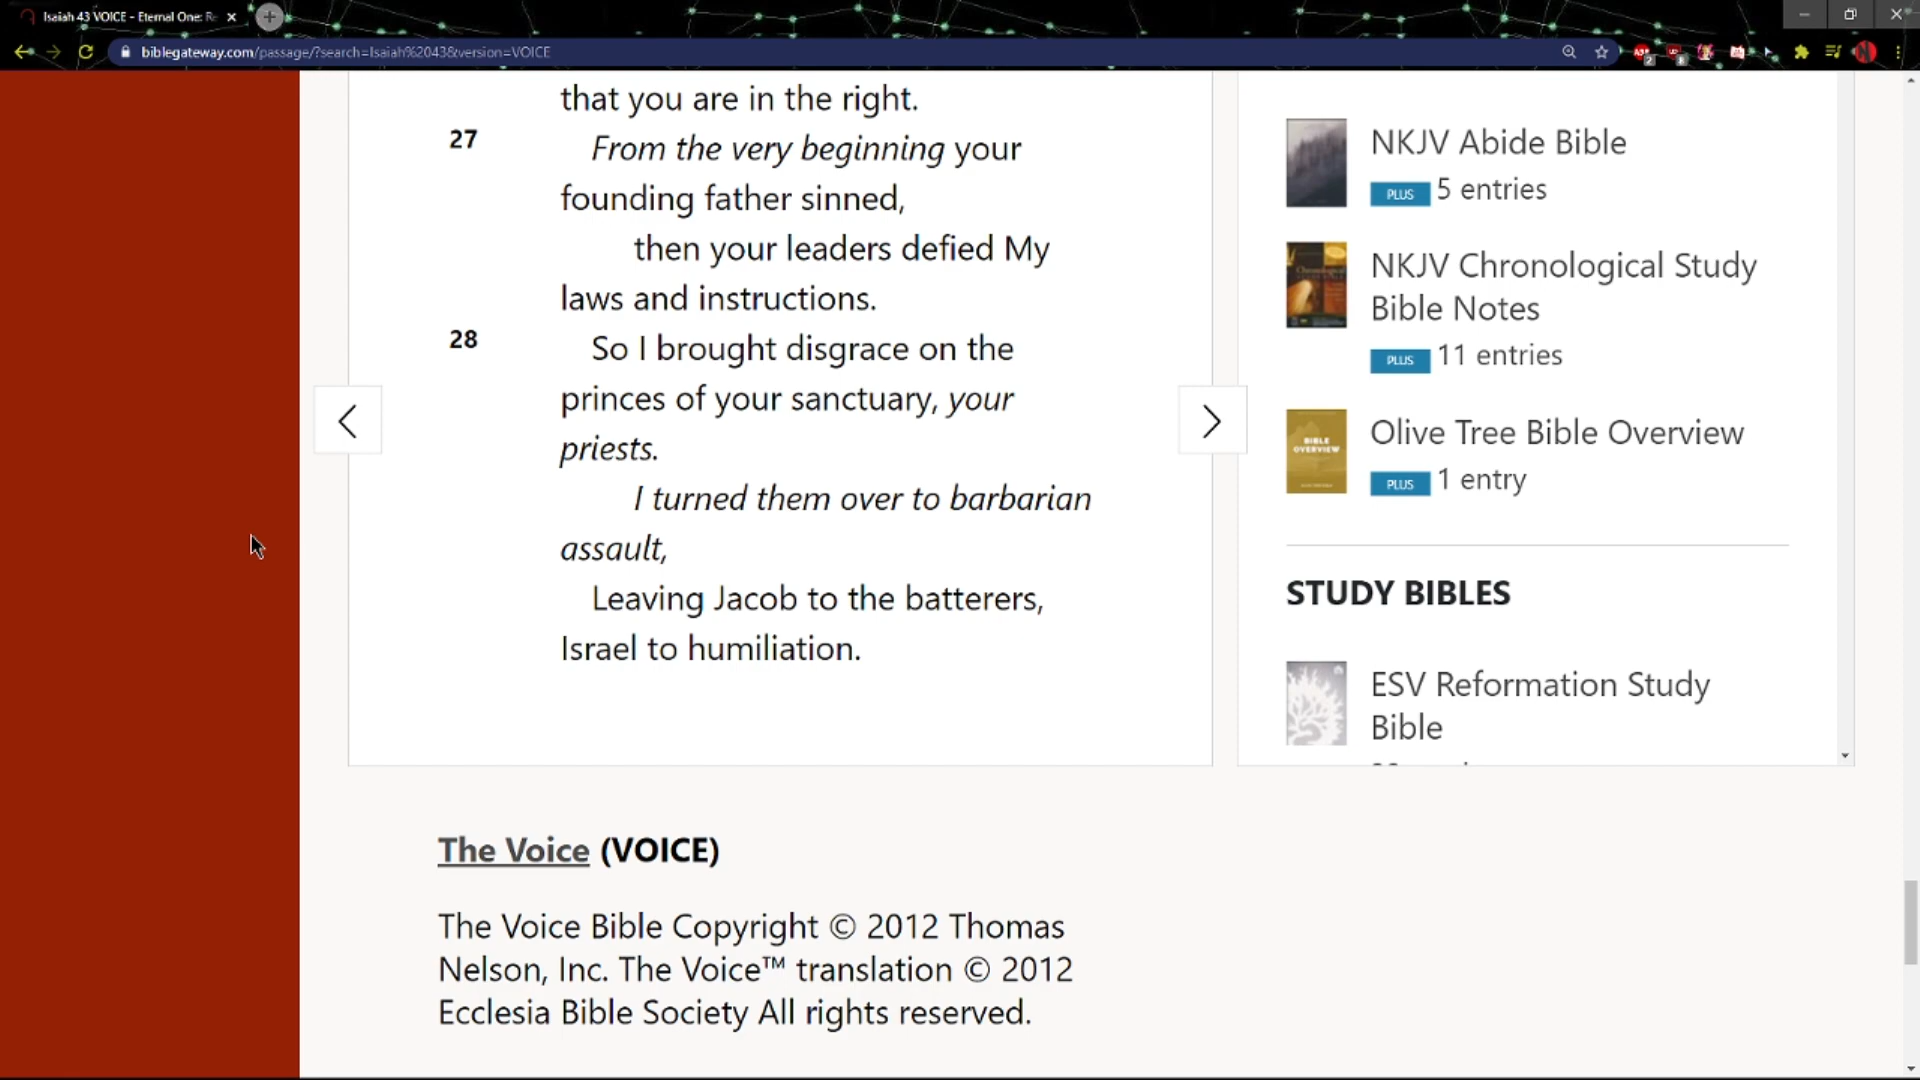 Isaiah 43 VOICE - Eternal One: Re
biblegateway.com/passage/?search=Isaiah%2043&version=VOICE
that you are in the right.
27 From the very beginning your
founding father sinned,
then your leaders defied My
laws and instructions.
28 So I brought disgrace on the
princes of your sanctuary, your
priests.
I turned them over to barbarian
assault,
Leaving Jacob to the batterers,
Israel to humiliation.
NKJV Abide Bible
PLUS 5 entries
NKJV Chronological Study
Bible Notes
PLUS 11 entries
BIBLE
OVERVIEW
Olive Tree Bible Overview
PLUS 1 entry
STUDY BIBLES
ESV Reformation Study
Bible
The Voice (VOICE)
The Voice Bible Copyright © 2012 Thomas
Nelson, Inc. The Voice™ translation © 2012
Ecclesia Bible Society All rights reserved.